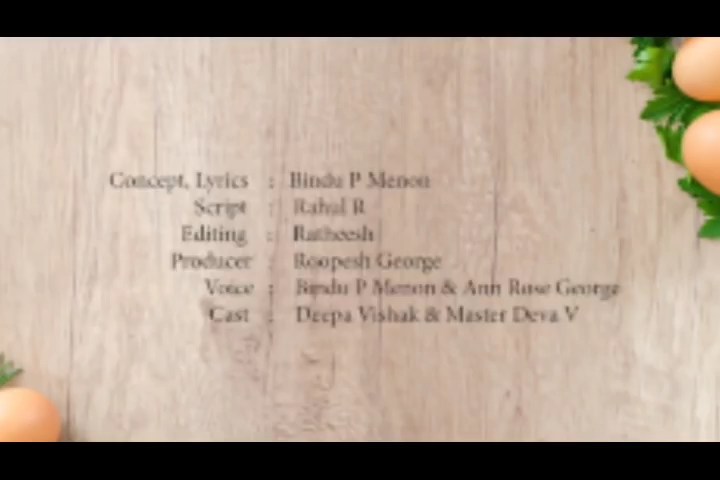 Concept, Lyrics : Bindu P Menon
Script : Rahul R
Editing : Ratheesh
Producer : Roopesh George
Voice : Bindu P Menon & Ann Rose George
Cast : Deepa Vishak & Master Deva V